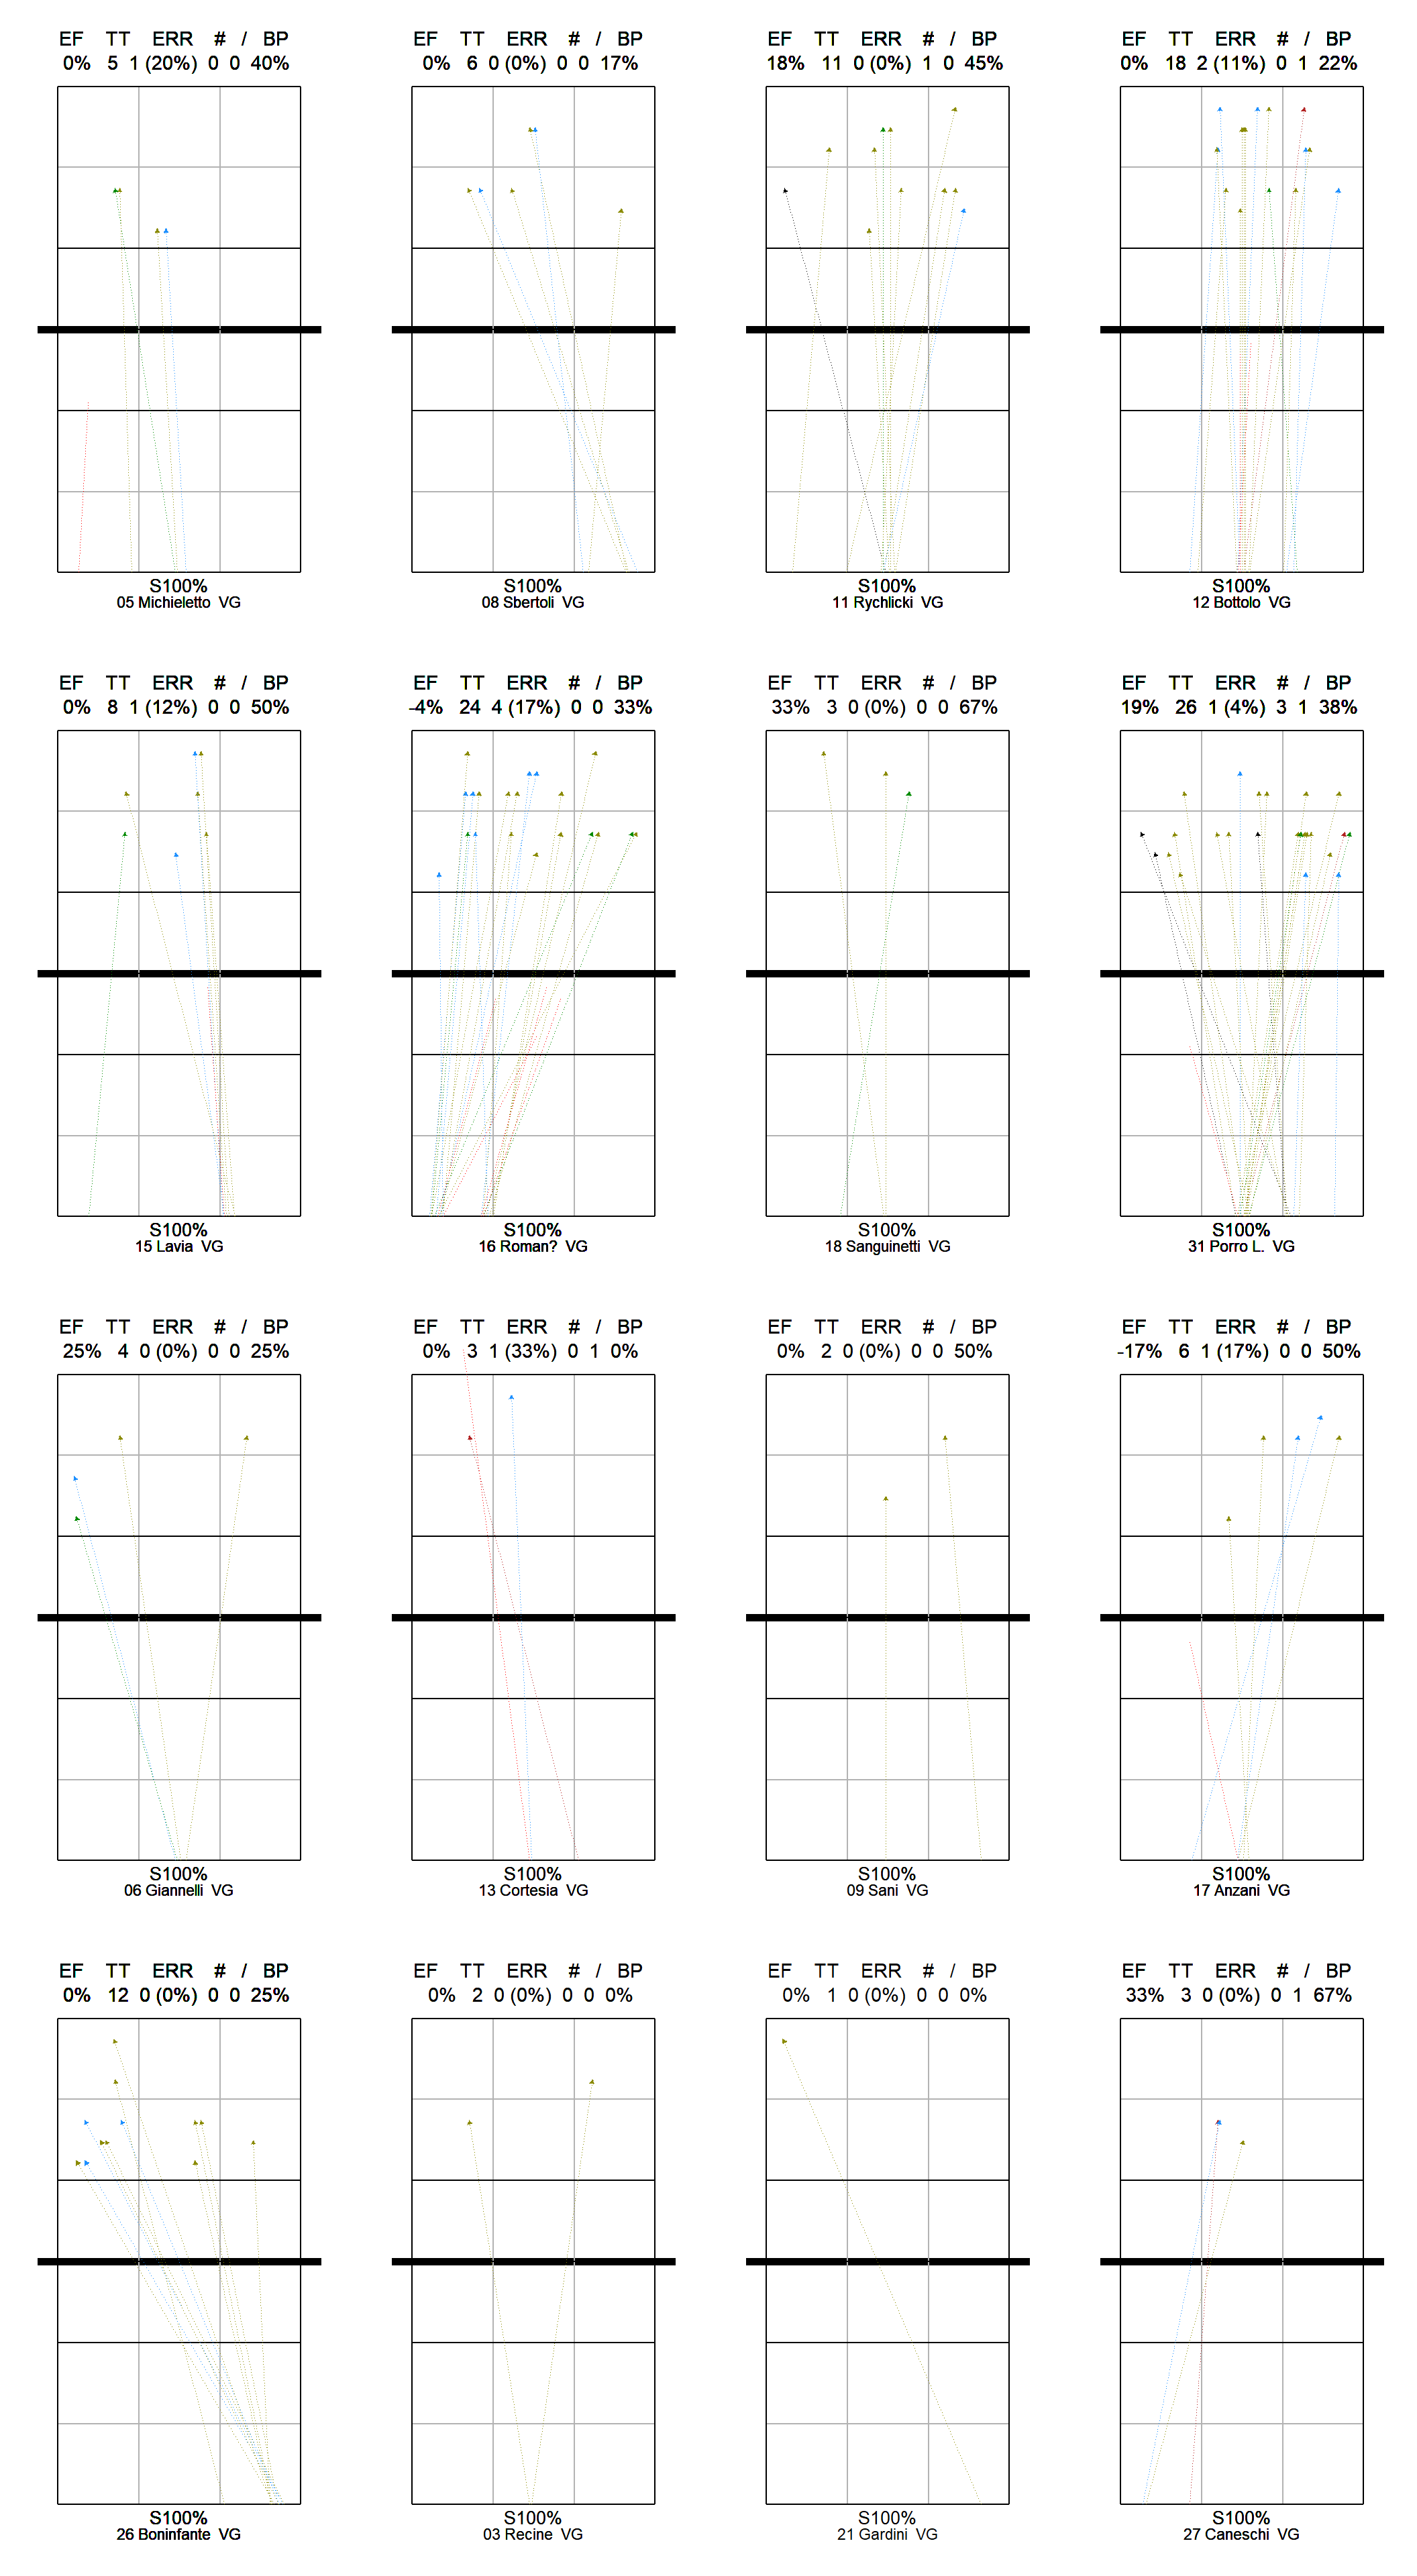 EF TT ERR # / BP
0% 5 1 (20%) 0 0 40%
S100%
05 Michieletto VG
EF TT ERR # / BP
0% 6 0 (0%) 0 0 17%
S100%
08 Sbertoli VG
EF TT ERR # / BP
18% 11 0 (0%) 1 0 45%
S100%
11 Rychlicki VG
EF TT ERR # / BP
0% 18 2 (11%) 0 1 22%
S100%
12 Bottolo VG
EF TT ERR # / BP
0% 8 1 (12%) 0 0 50%
S100%
15 Lavia VG
EF TT ERR # / BP
-4% 24 4 (17%) 0 0 33%
S100%
16 Roman? VG
EF TT ERR # / BP
33% 3 0 (0%) 0 0 67%
S100%
18 Sanguinetti VG
EF TT ERR # / BP
19% 26 1 (4%) 3 1 38%
S100%
31 Porro L. VG
EF TT ERR # / BP
25% 4 0 (0%) 0 0 25%
S100%
06 Giannelli VG
EF TT ERR # / BP
0% 3 1 (33%) 0 1 0%
S100%
13 Cortesia VG
EF TT ERR # / BP
0% 2 0 (0%) 0 0 50%
S100%
09 Sani VG
EF TT ERR # / BP
-17% 6 1 (17%) 0 0 50%
S100%
17 Anzani VG
EF TT ERR # / BP
0% 12 0 (0%) 0 0 25%
S100%
26 Boninfante VG
EF TT ERR # / BP
0% 2 0 (0%) 0 0 0%
S100%
03 Recine VG
EF TT ERR # / BP
0% 1 0 (0%) 0 0 0%
S100%
21 Gardini VG
EF TT ERR # / BP
33% 3 0 (0%) 0 1 67%
S100%
27 Caneschi VG